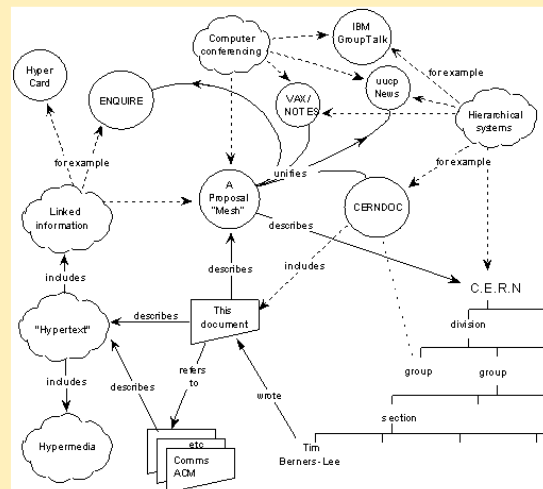 IBM
GroupTalk
Computer
conferencing
Hyper
Card
ENQUIRE
VAX/
NOTES
uucp
News
for example
Hierarchical
systems
for example
unifies
for example
A
Proposal
"Mesh"
CERNDOC
Linked
information
describes
includes
describes
includes
C.E.R.N
This
document
describes
"Hypertext"
division
refers
to
group
group
includes
describes
wrote
section
Hypermedia
etc
Comms
ACM
Tim
Berners-Lee